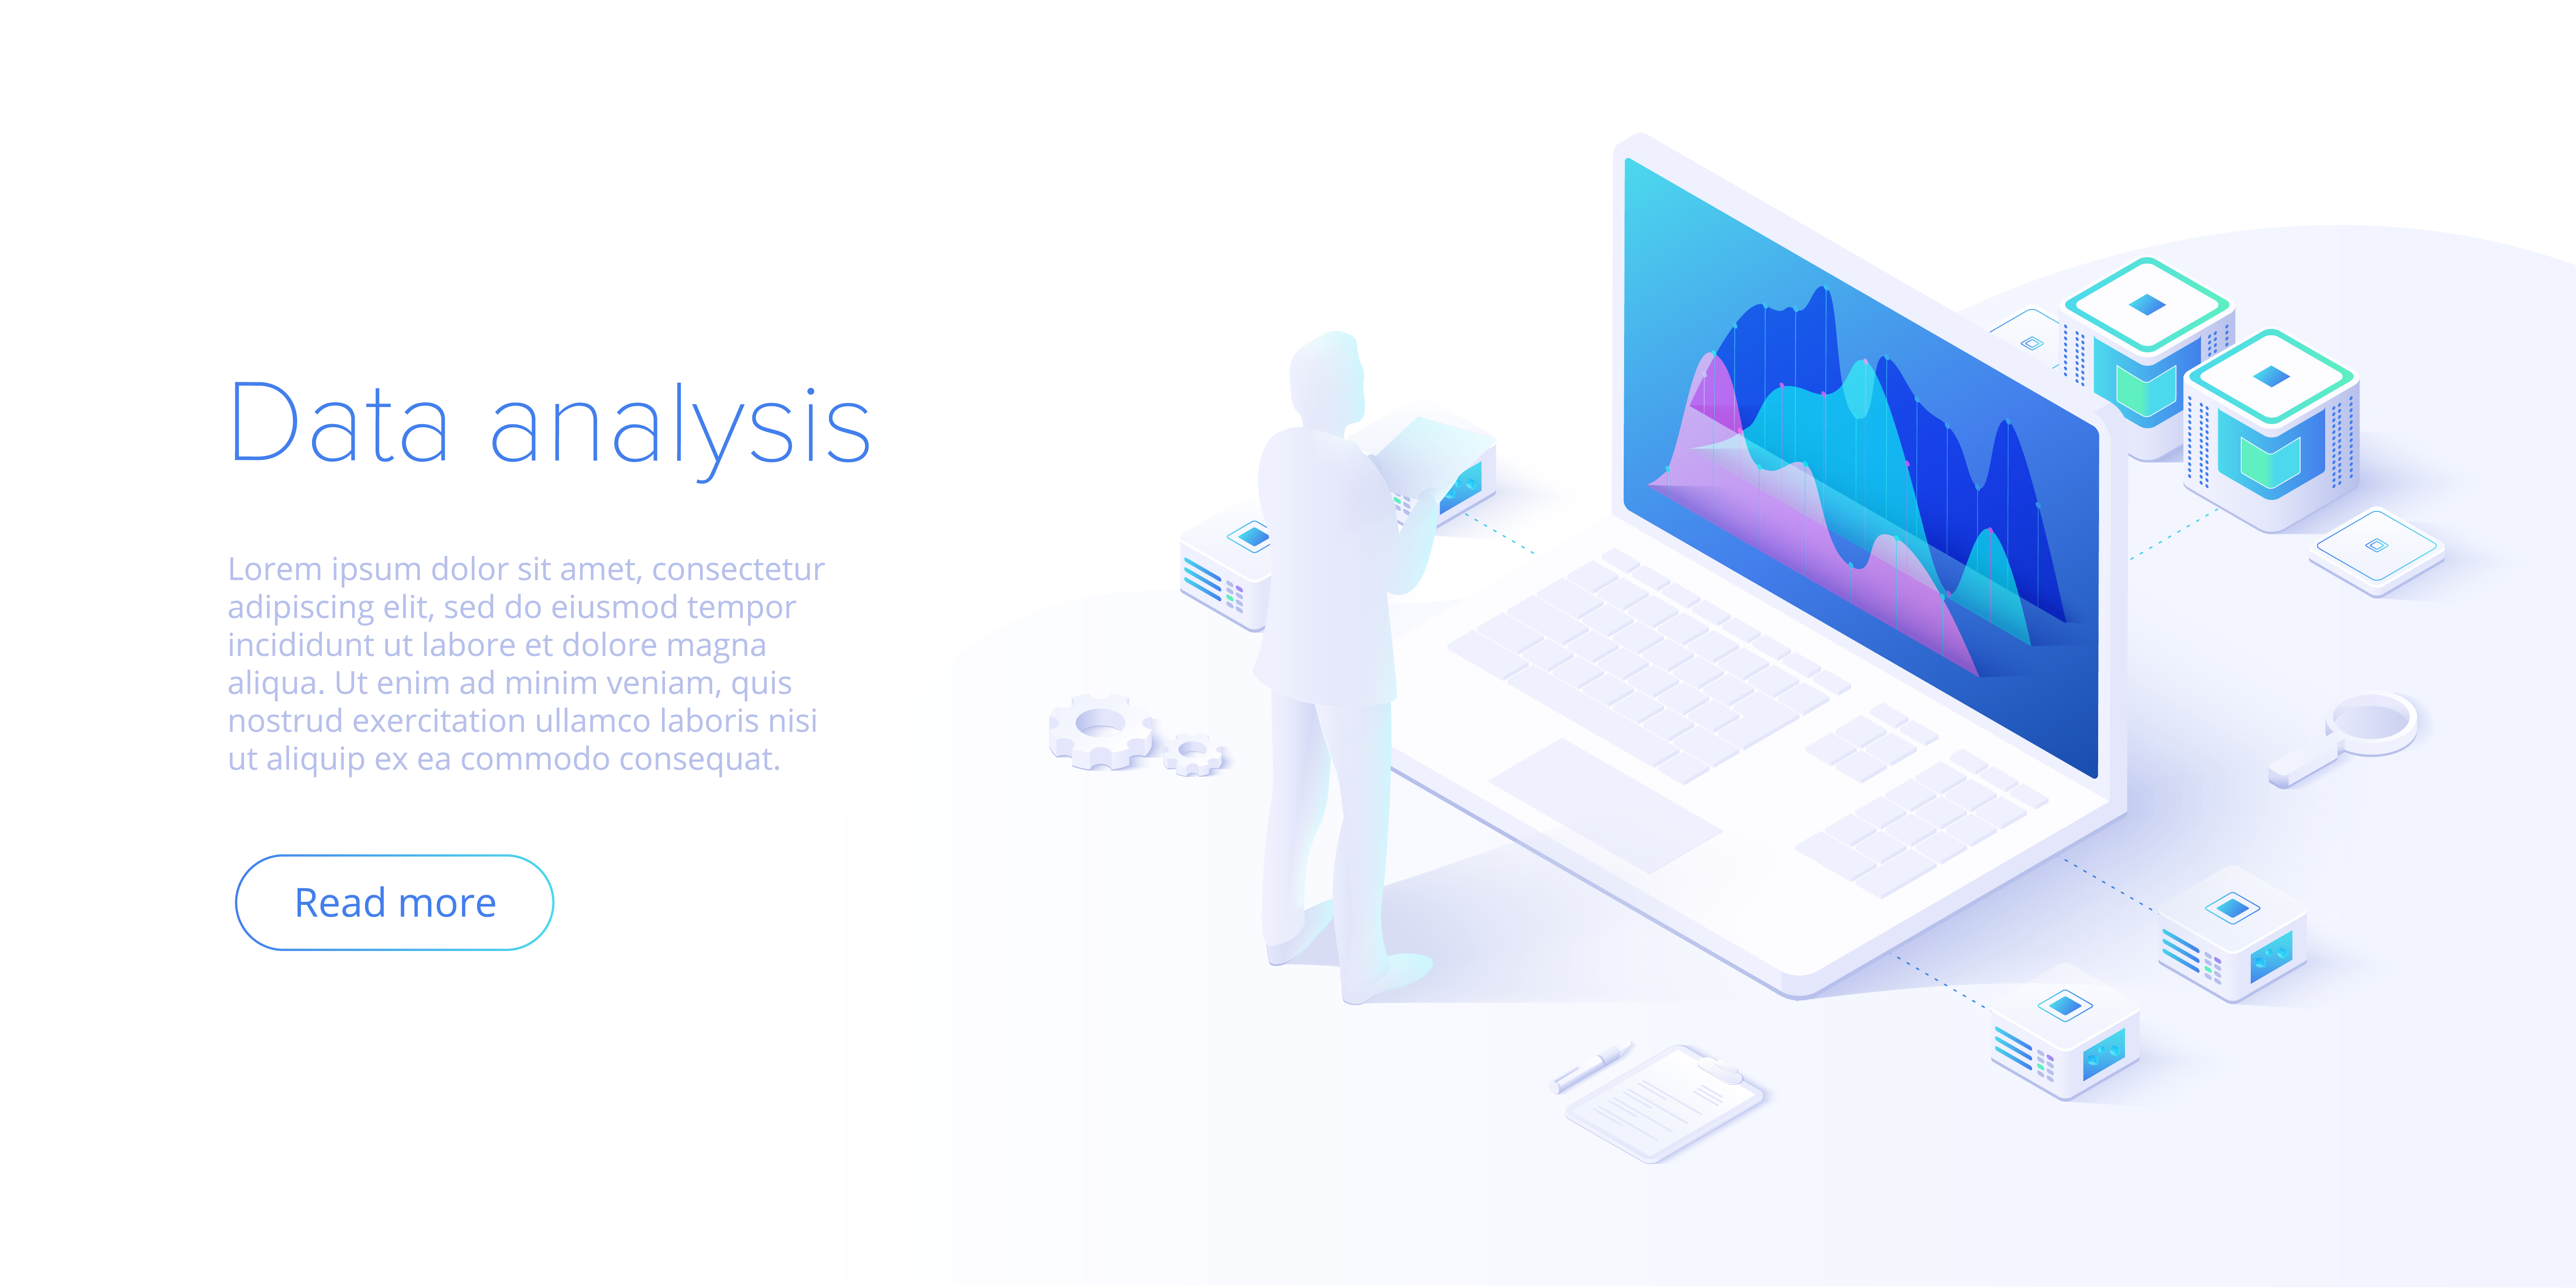 Data analysis
Lorem ipsum dolor sit amet, consectetur
adipiscing elit, sed do eiusmod tempor
incididunt ut labore et dolore magna
aliqua. Ut enim ad minim veniam, quis
nostrud exercitation ullamco laboris nisi
ut aliquip ex ea commodo consequat.
Read more